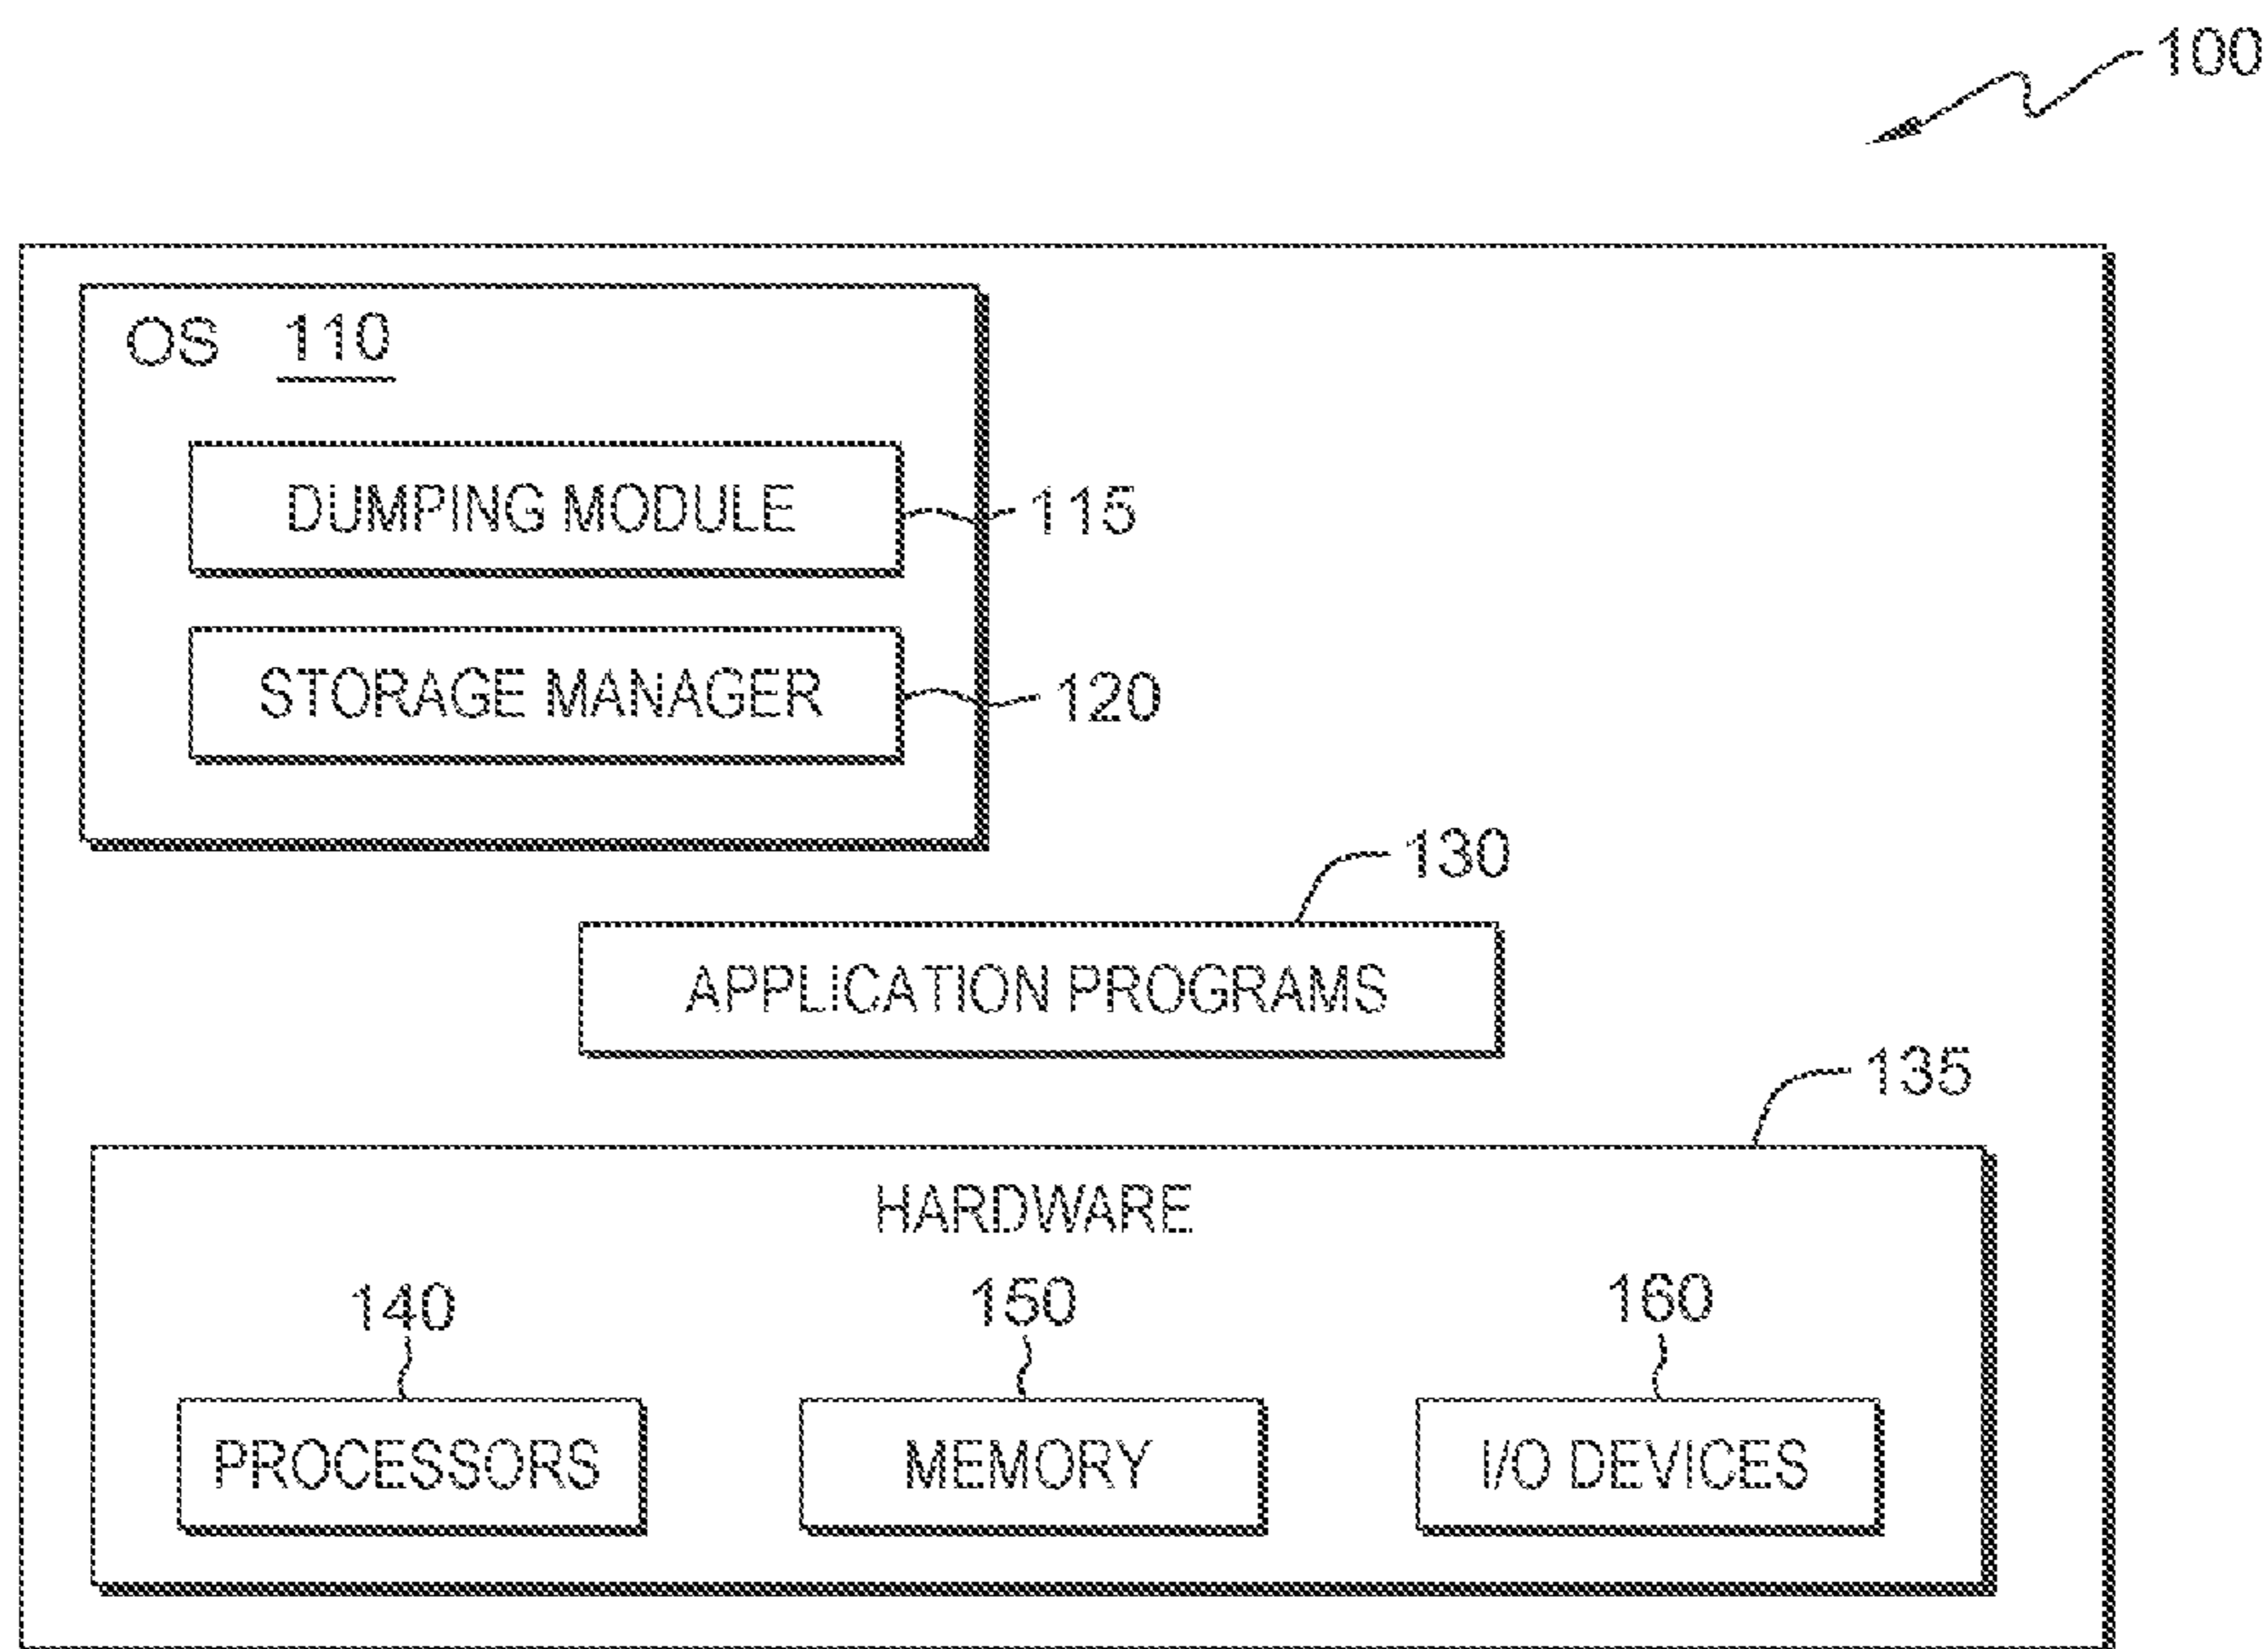 100
OS 110
DUMPING MODULE 115
STORAGE MANAGER 120
130
APPLICATION PROGRAMS
135
HARDWARE
140 150 160
PROCESSORS MEMORY I/O DEVICES